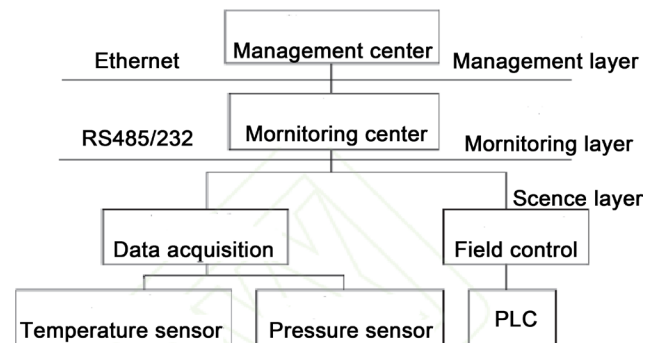 Management center
Ethernet
Management layer
Mornitoring center
RS485/232
Mornitoring layer
Scence layer
Data acquisition
Field control
Temperature sensor
Pressure sensor
PLC